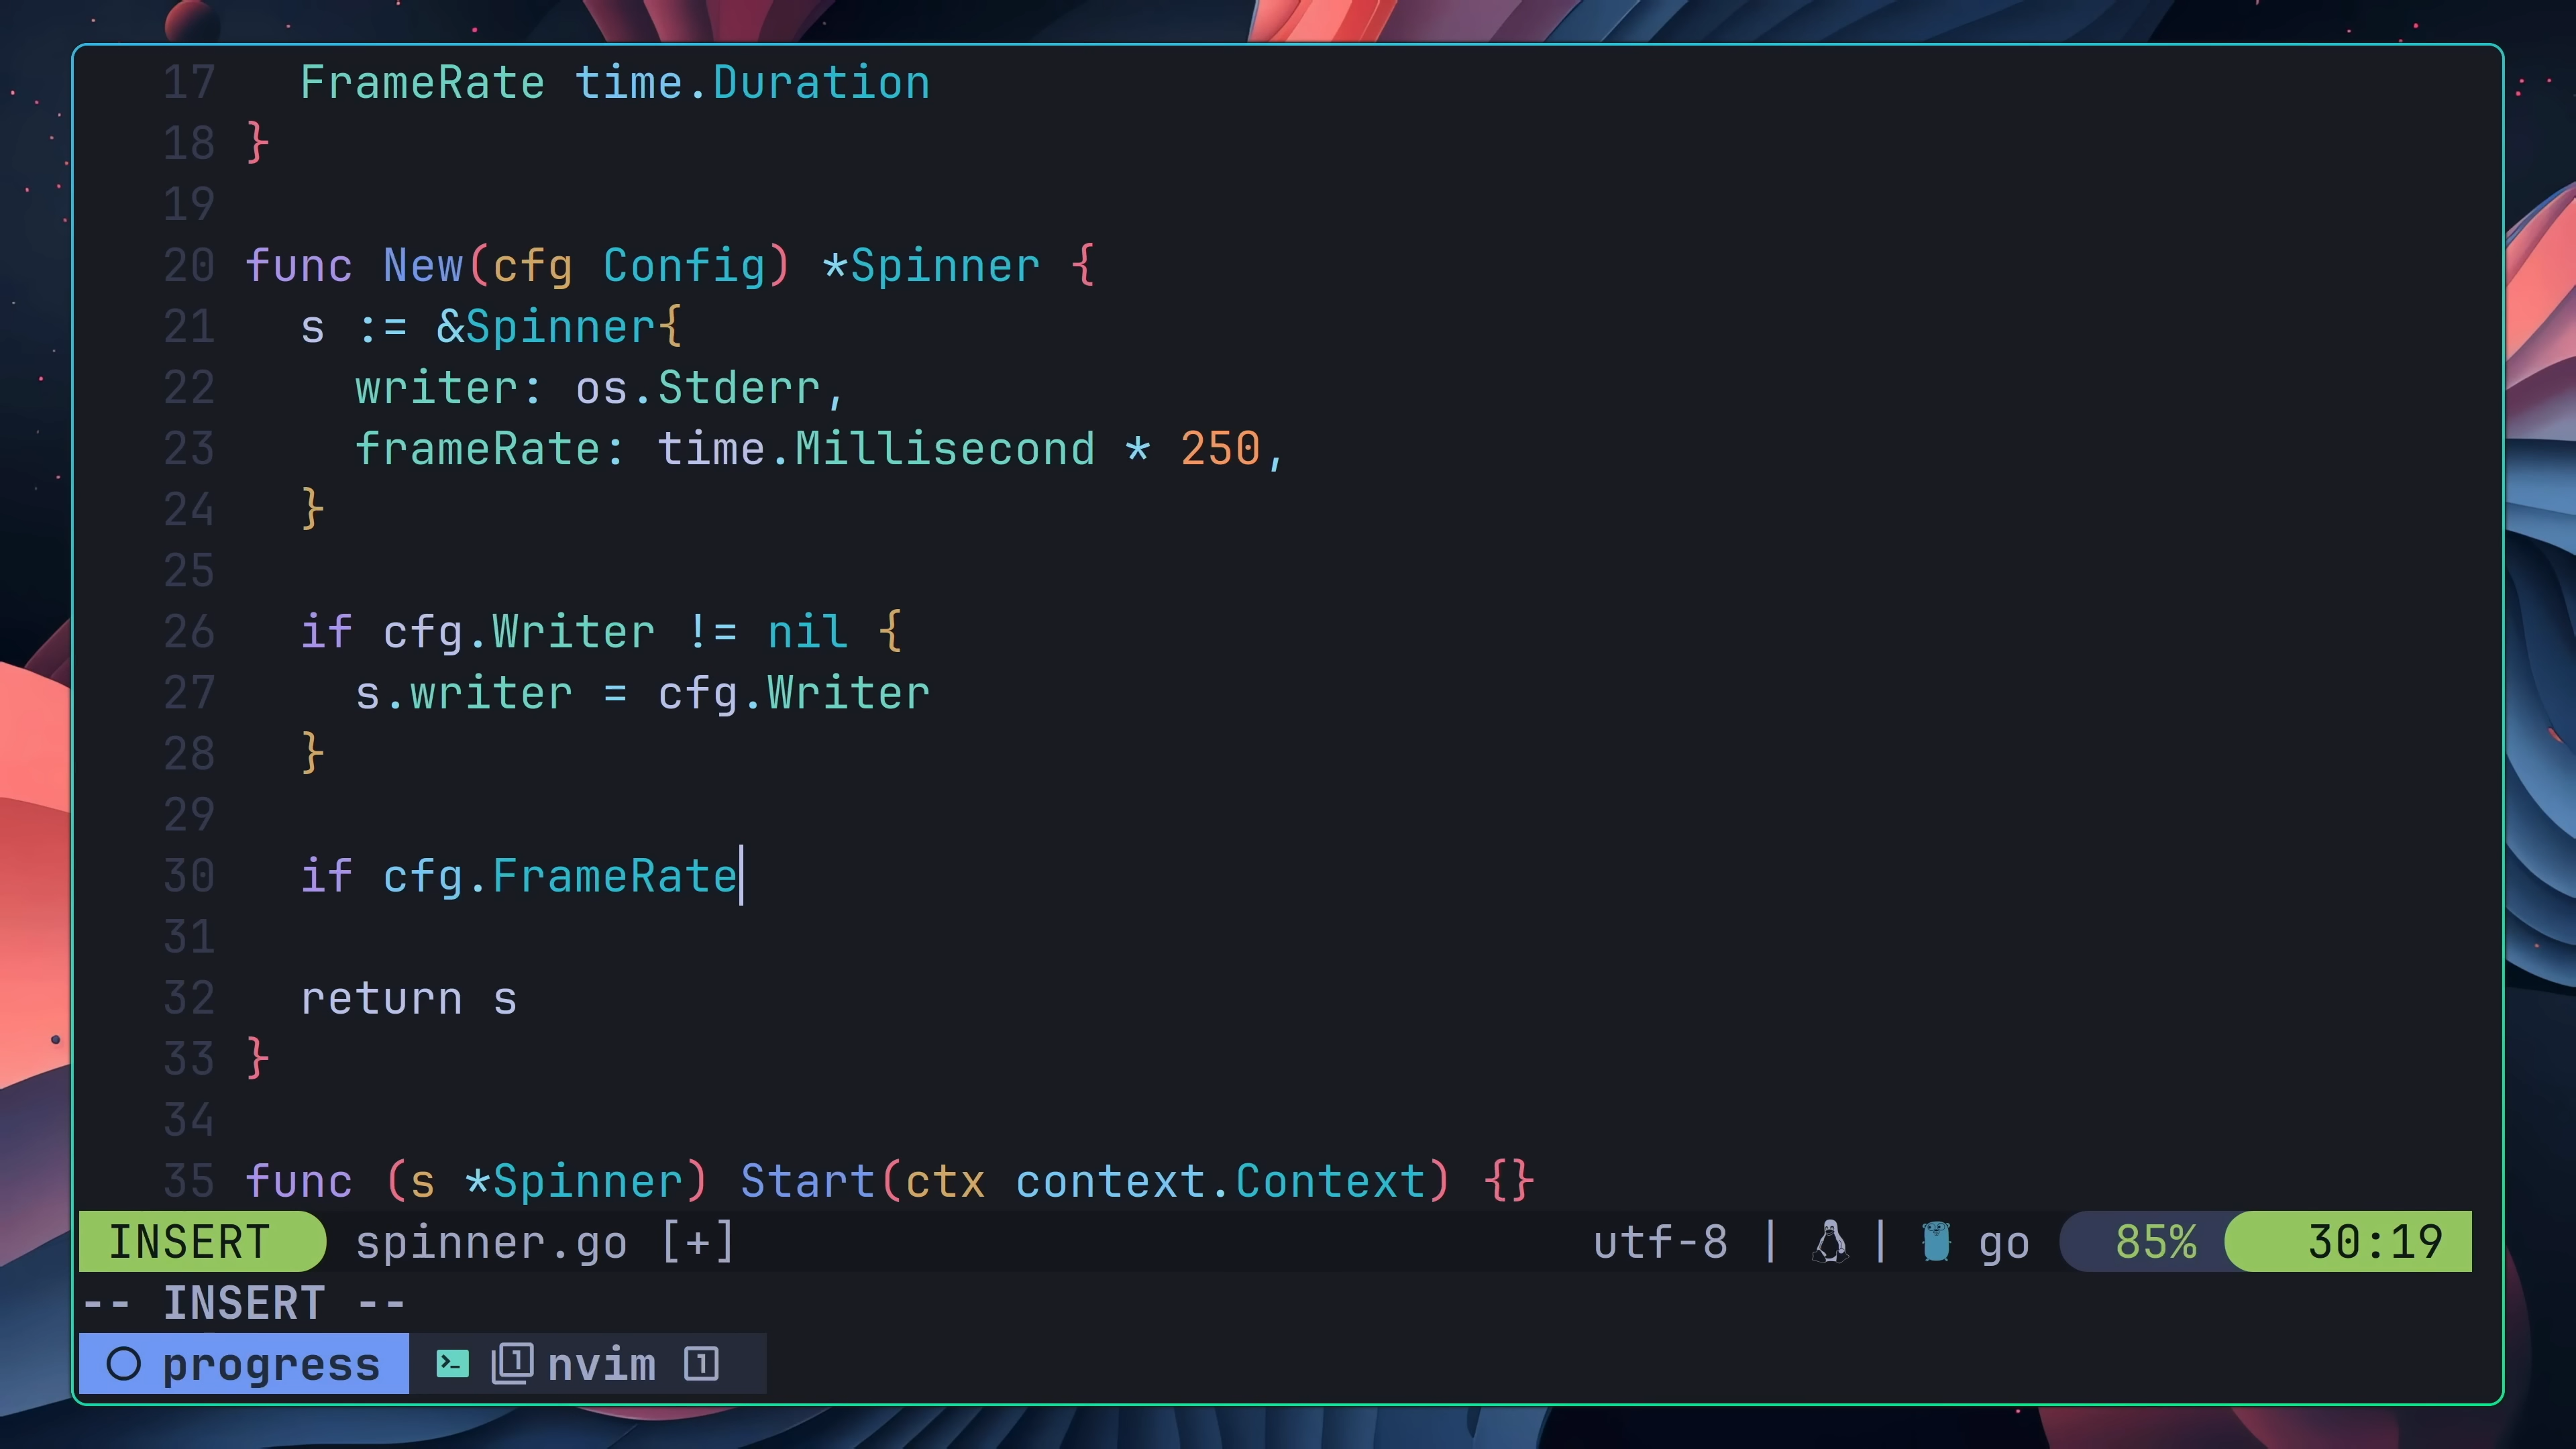 17 FrameRate time.Duration
18 }
19
20 func New(cfg Config) *Spinner {
21 s := &Spinner{
22 writer: os.Stderr,
23 frameRate: time.Millisecond * 250,
24 }
25
26 if cfg.Writer != nil {
27 s.writer = cfg.Writer
28 }
29
30 if cfg.FrameRate
31
32 return s
33 }
34
35 func (s *Spinner) Start(ctx context.Context) {}
INSERT spinner.go [+] utf-8 | | go 85% 30:19
-- INSERT --
progress 1 nvim 1